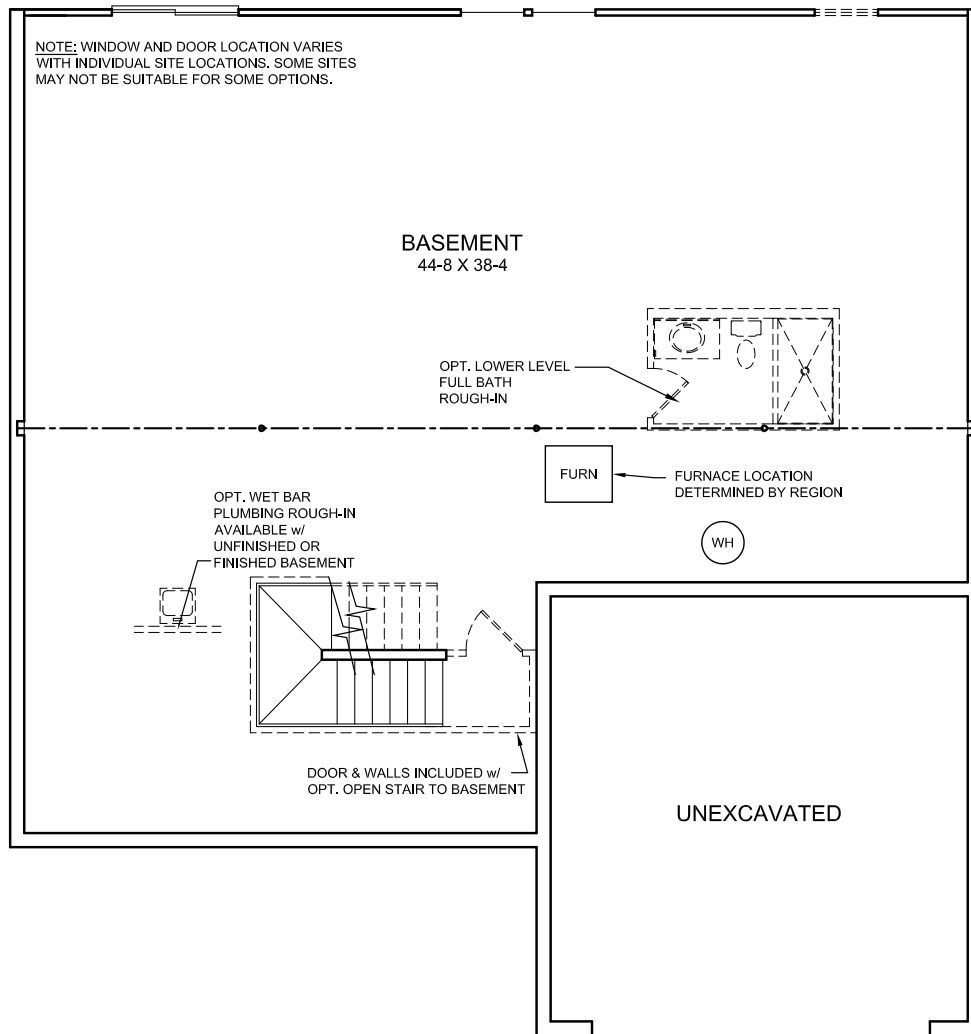 NOTE: WINDOW AND DOOR LOCATION VARIES
WITH INDIVIDUAL SITE LOCATIONS. SOME SITES
MAY NOT BE SUITABLE FOR SOME OPTIONS.
BASEMENT
44-8 X 38-4
OPT. LOWER LEVEL
FULL BATH
ROUGH-IN
FURN
FURNACE LOCATION
DETERMINED BY REGION
WH
OPT. WET BAR
PLUMBING ROUGH-IN
AVAILABLE w/
UNFINISHED OR
FINISHED BASEMENT
DOOR & WALLS INCLUDED w/
OPT. OPEN STAIR TO BASEMENT
UNEXCAVATED